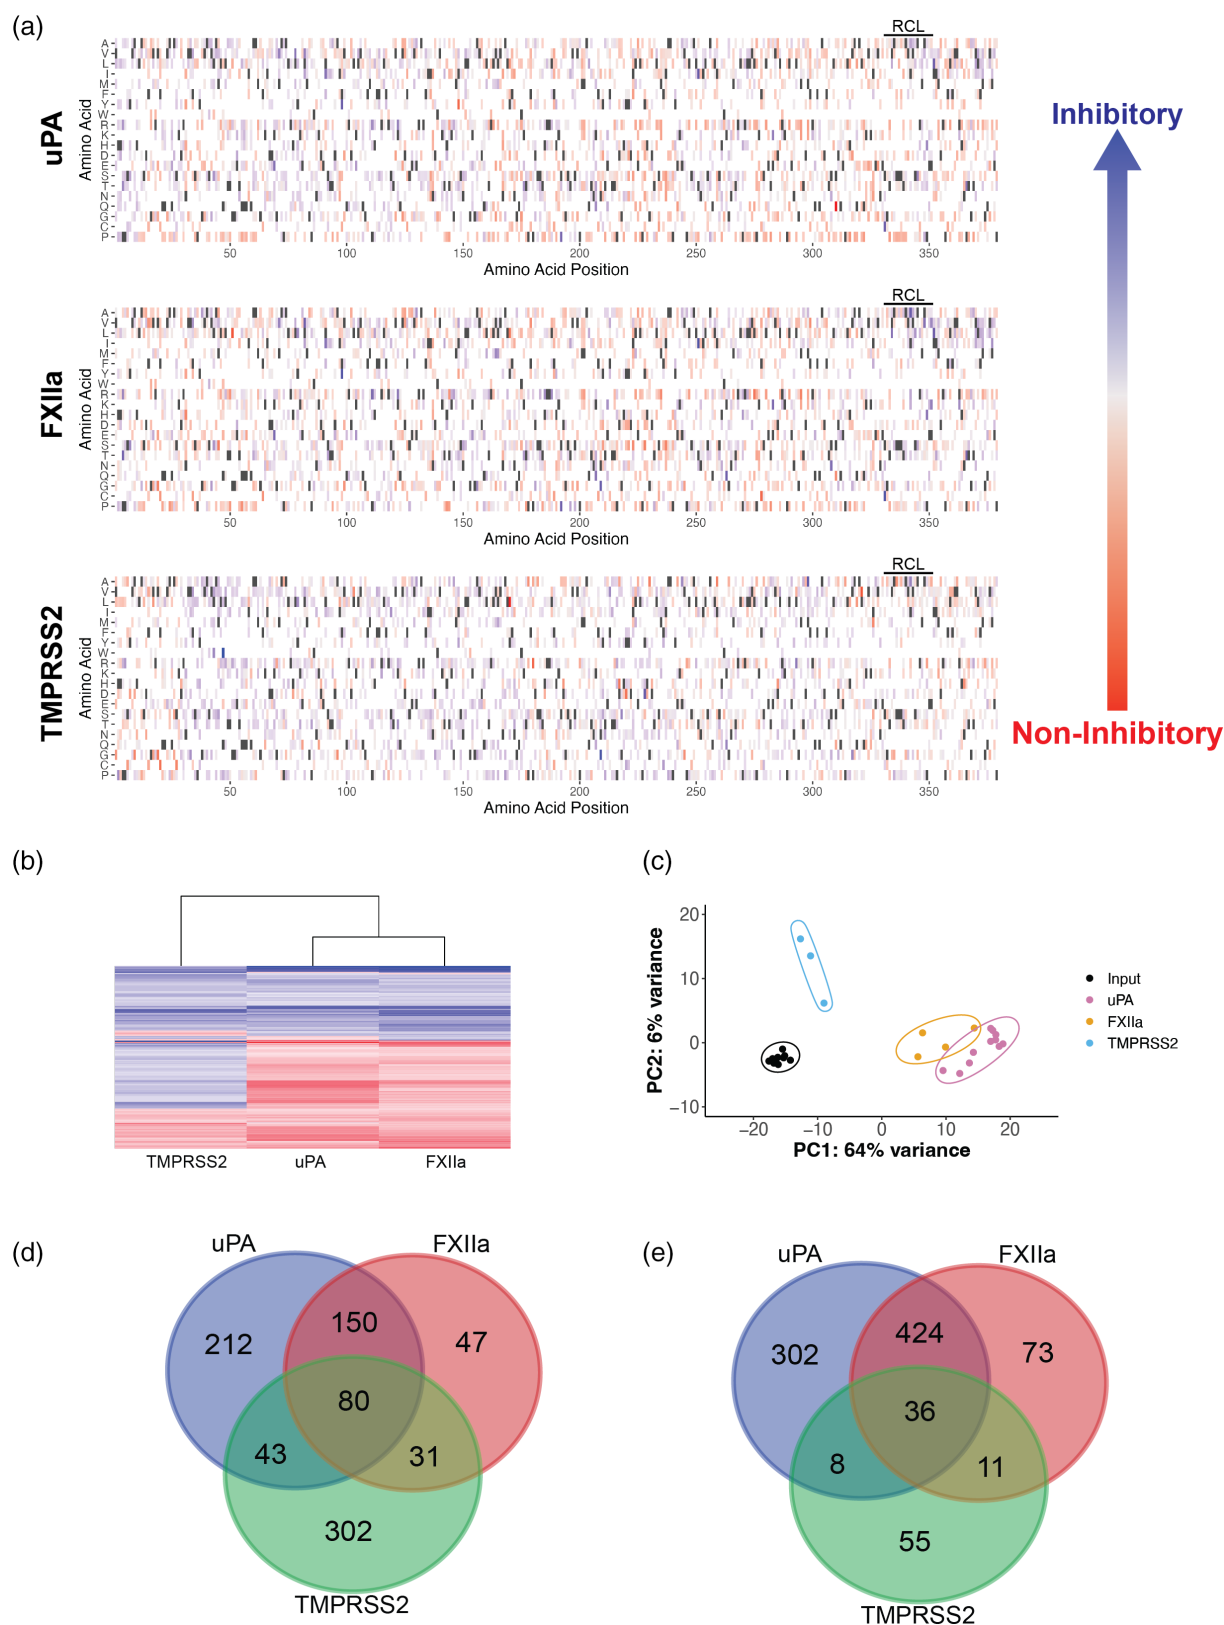 (a)
RCL
uPA
Amino Acid
A
V
L
I
M
F
Y
W
R
K
H
D
E
S
T
N
Q
G
C
P
50 100 150 200 250 300 350
Amino Acid Position
Inhibitory
Non-Inhibitory
RCL
FXIIa
Amino Acid
A
V
L
I
M
F
Y
W
R
K
H
D
E
S
T
N
Q
G
C
P
50 100 150 200 250 300 350
Amino Acid Position
RCL
TMPRSS2
Amino Acid
A
V
L
I
M
F
Y
W
R
K
H
D
E
S
T
N
Q
G
C
P
50 100 150 200 250 300 350
Amino Acid Position
(b)
TMPRSS2 uPA FXIIa
(c)
PC2: 6% variance
20
10
0
−10
−20 −10 0 10 20
PC1: 64% variance
Input
uPA
FXIIa
TMPRSS2
(d)
uPA FXIIa
212 150 47
80
43 31
302
TMPRSS2
(e)
uPA FXIIa
302 424 73
36
8 11
55
TMPRSS2